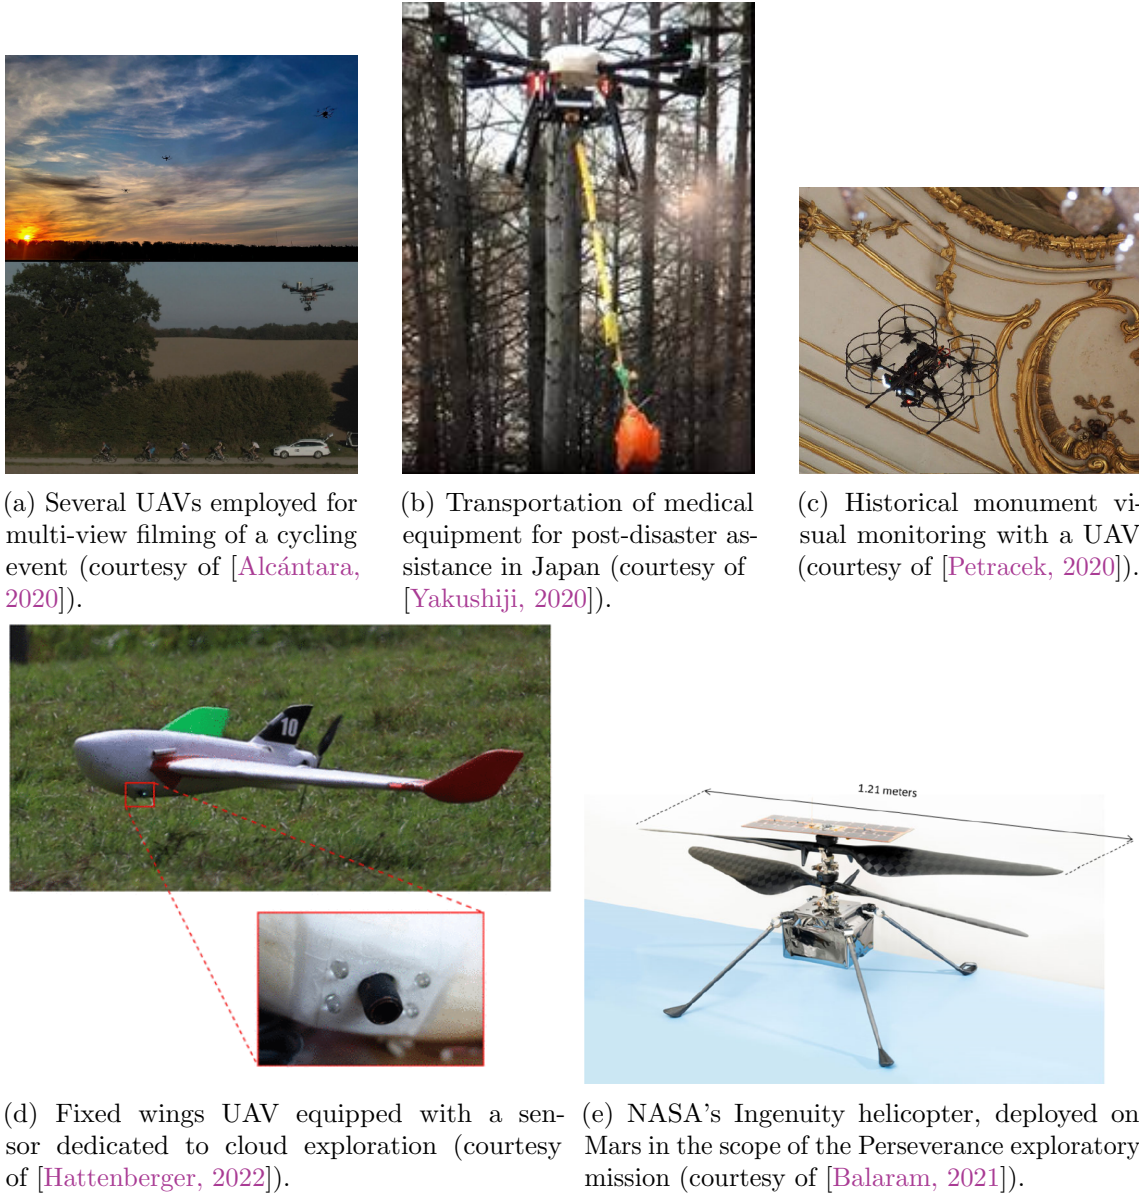 (a) Several UAVs employed for
multi-view filming of a cycling
event (courtesy of [Alcántara,
2020]).
(b) Transportation of medical
equipment for post-disaster as-
sistance in Japan (courtesy of
[Yakushiji, 2020]).
(c) Historical monument vi-
sual monitoring with a UAV
(courtesy of [Petracek, 2020]).
10
1.21 meters
(d) Fixed wings UAV equipped with a sen-
sor dedicated to cloud exploration (courtesy
of [Hattenberger, 2022]).
(e) NASA's Ingenuity helicopter, deployed on
Mars in the scope of the Perseverance exploratory
mission (courtesy of [Balaram, 2021]).